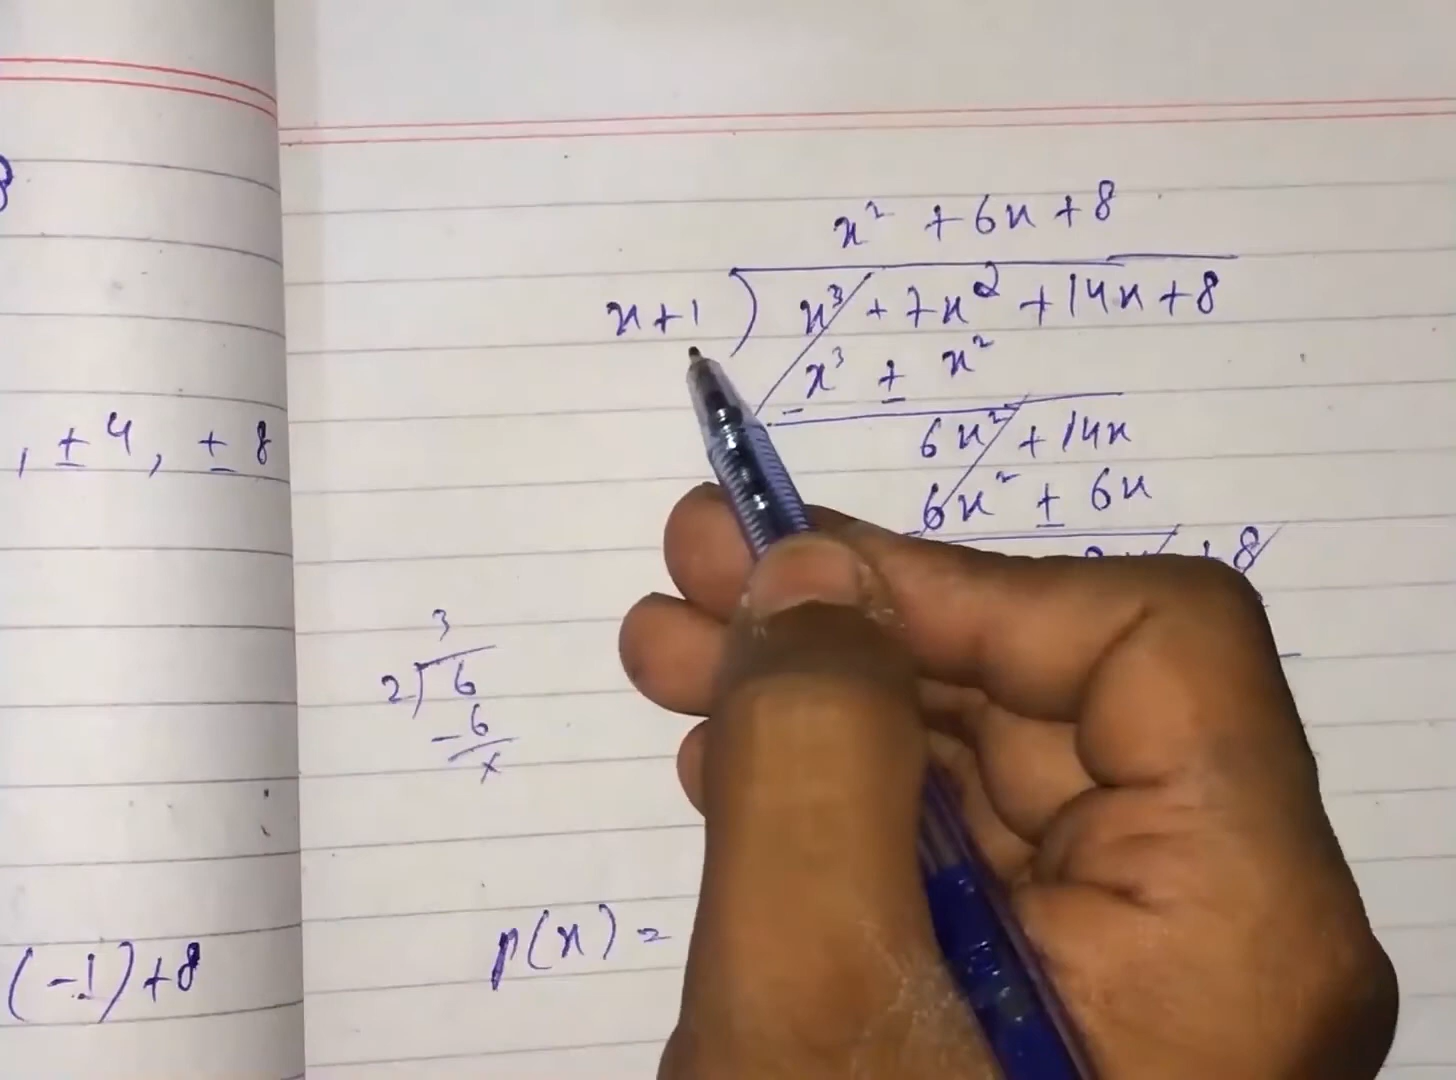 , ± 4, ± 8
(-1)+8
x² + 6x + 8
x+1 ) x³ + 7x² + 14x + 8
- x³ ± x²
6x² + 14x
6x² ± 6x
+ 8
3
2) 6
-6
x
p(x) =